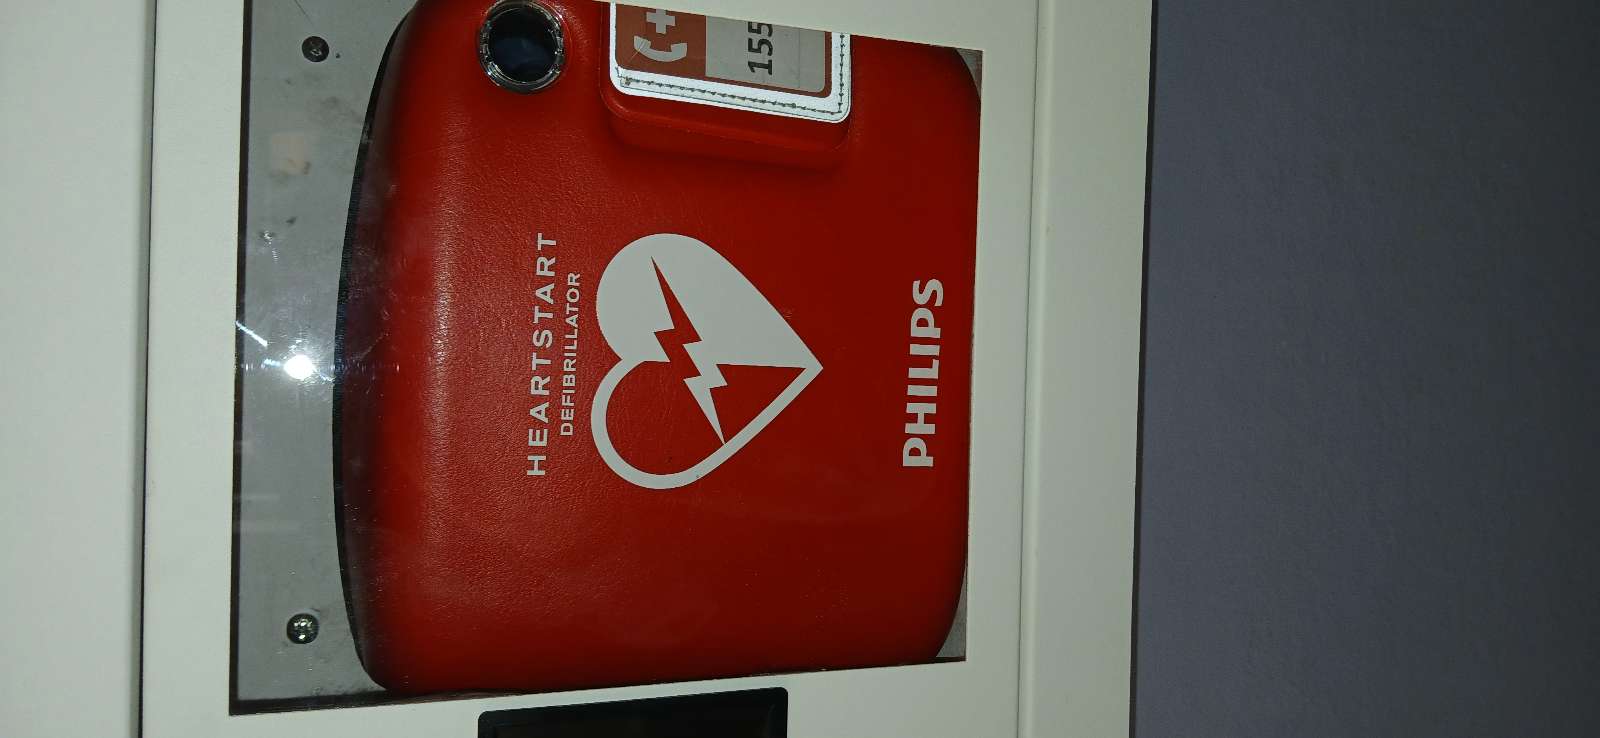 155
HEARTSTART
DEFIBRILLATOR
PHILIPS